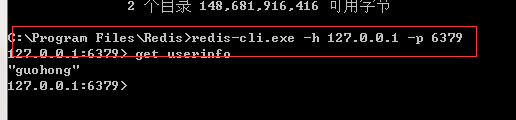 2 个目录 148,681,916,416 可用字节
C:\Program Files\Redis>redis-cli.exe -h 127.0.0.1 -p 6379
127.0.0.1:6379> get userinfo
"guohong"
127.0.0.1:6379>